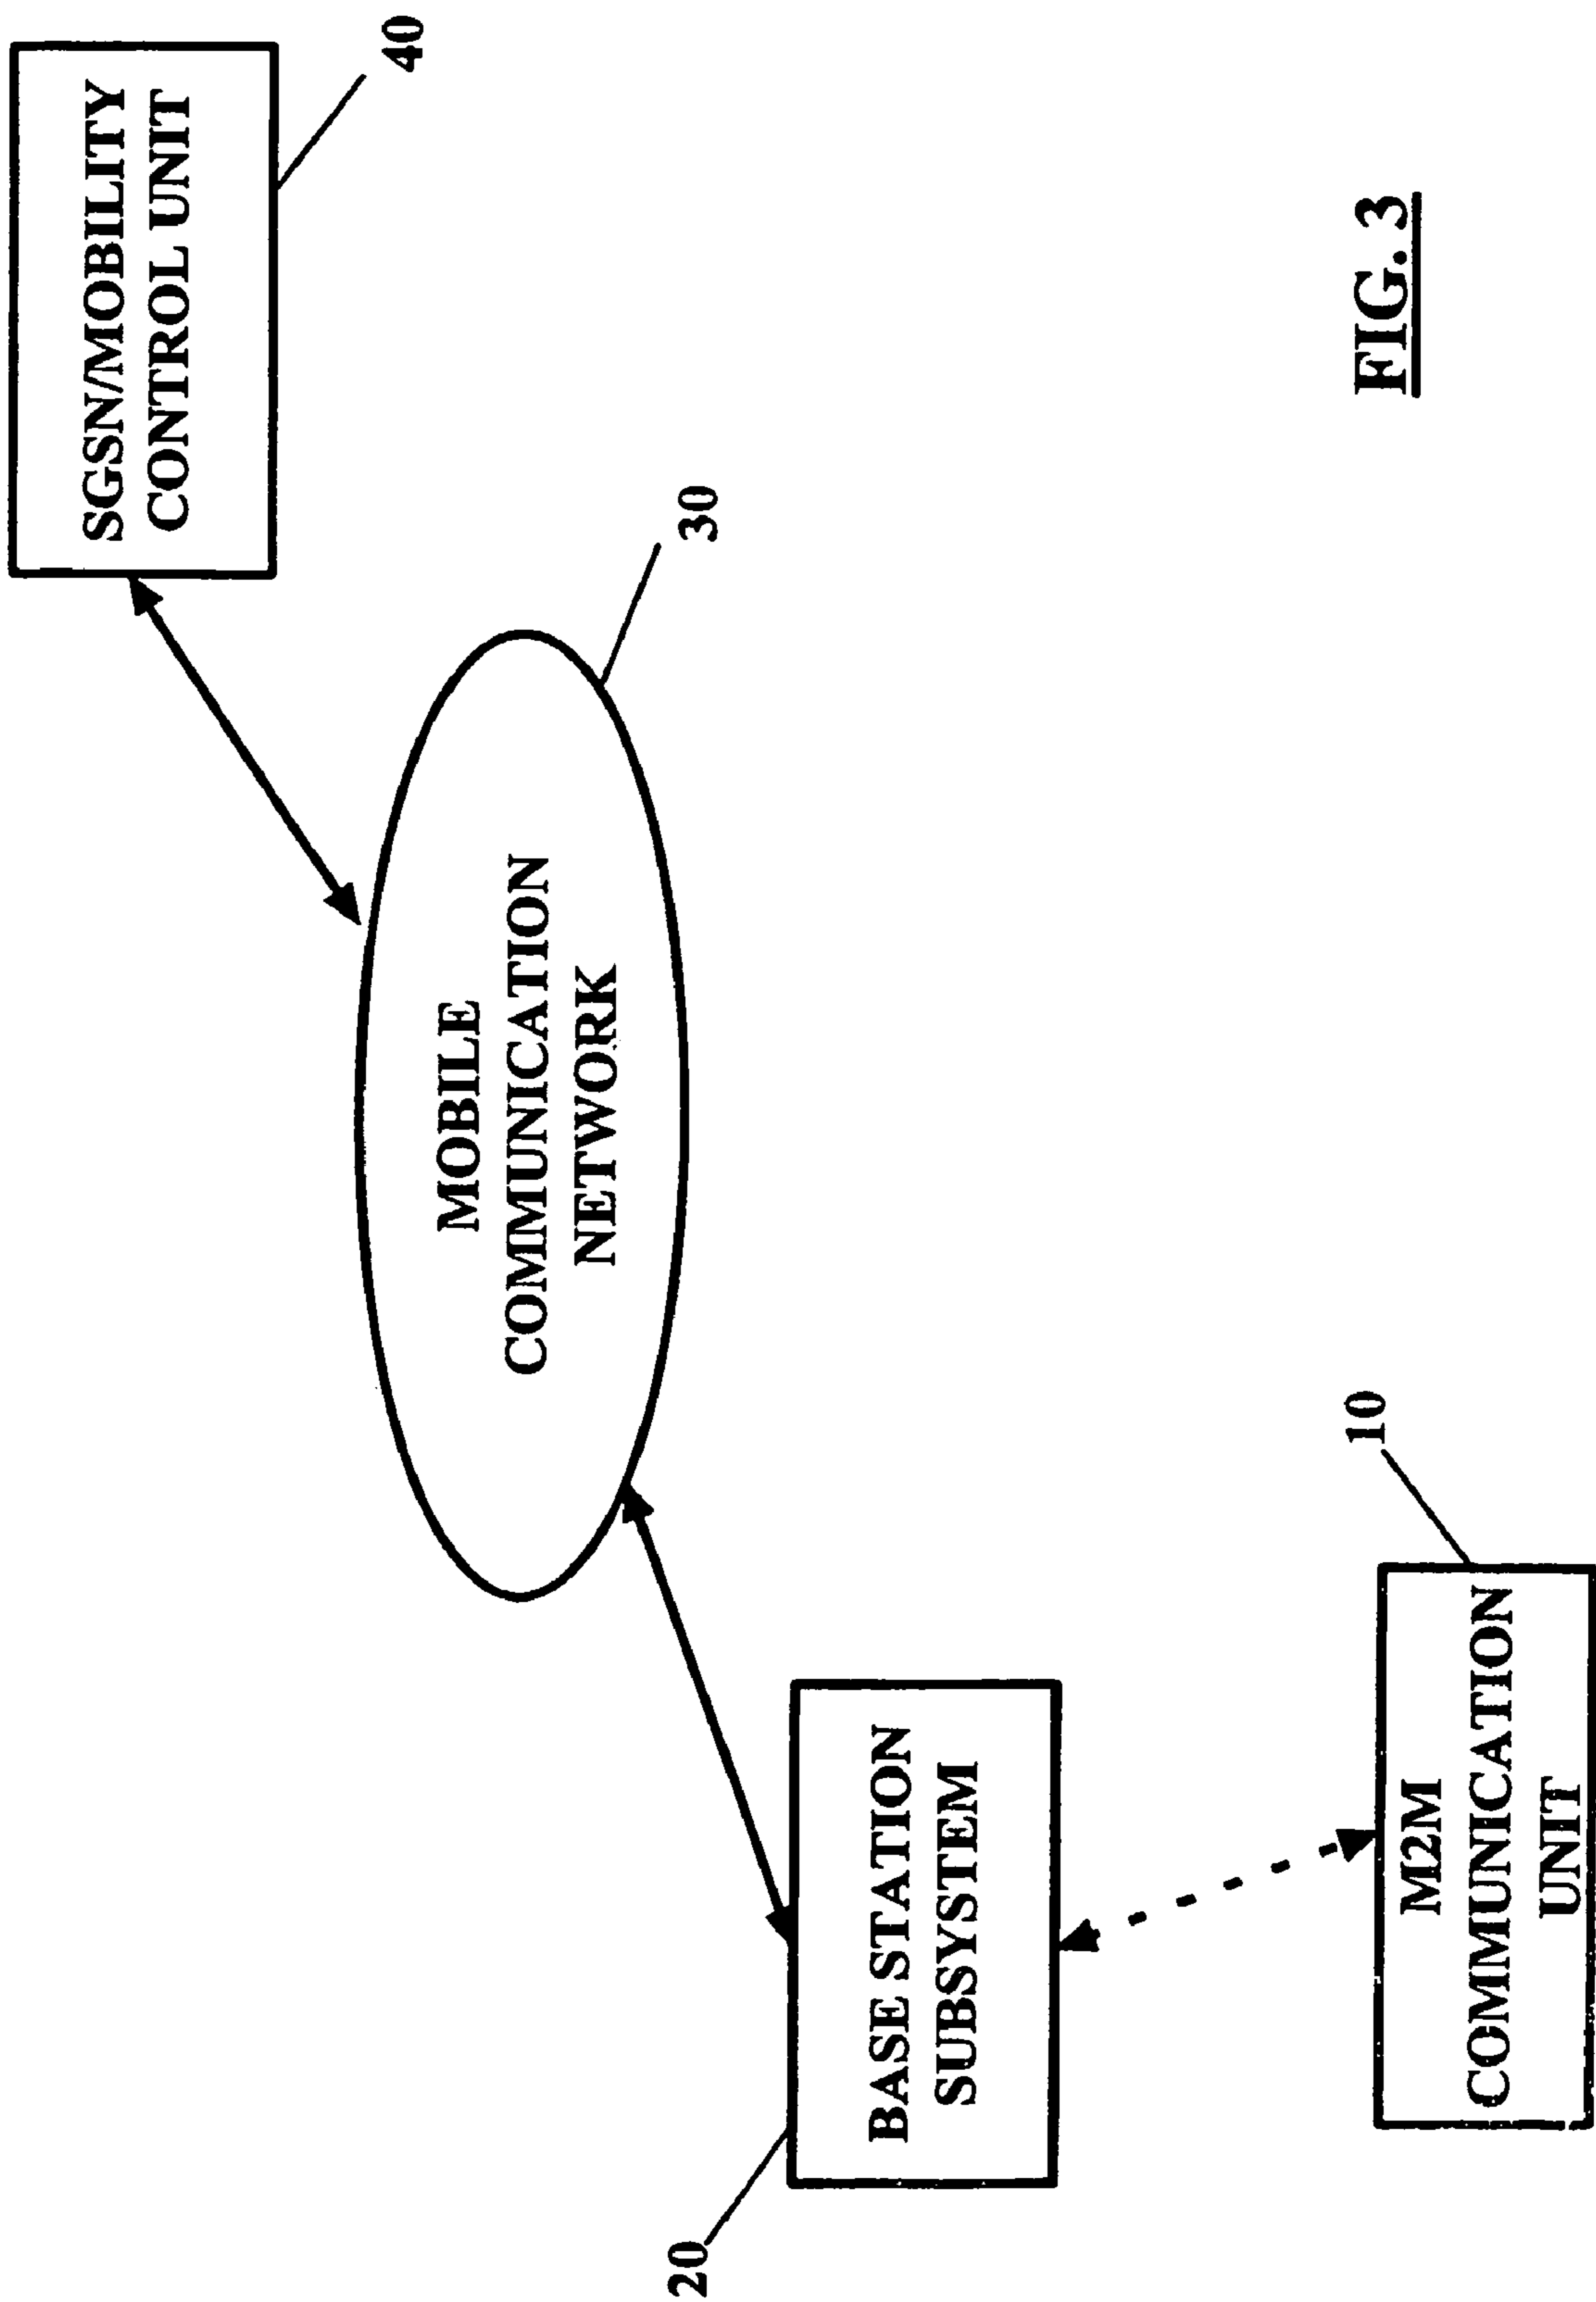 SGSN/MOBILITY
CONTROL UNIT
40
MOBILE
COMMUNICATION
NETWORK
30
BASE STATION
SUBSYSTEM
20
M2M
COMMUNICATION
UNIT
10
FIG. 3